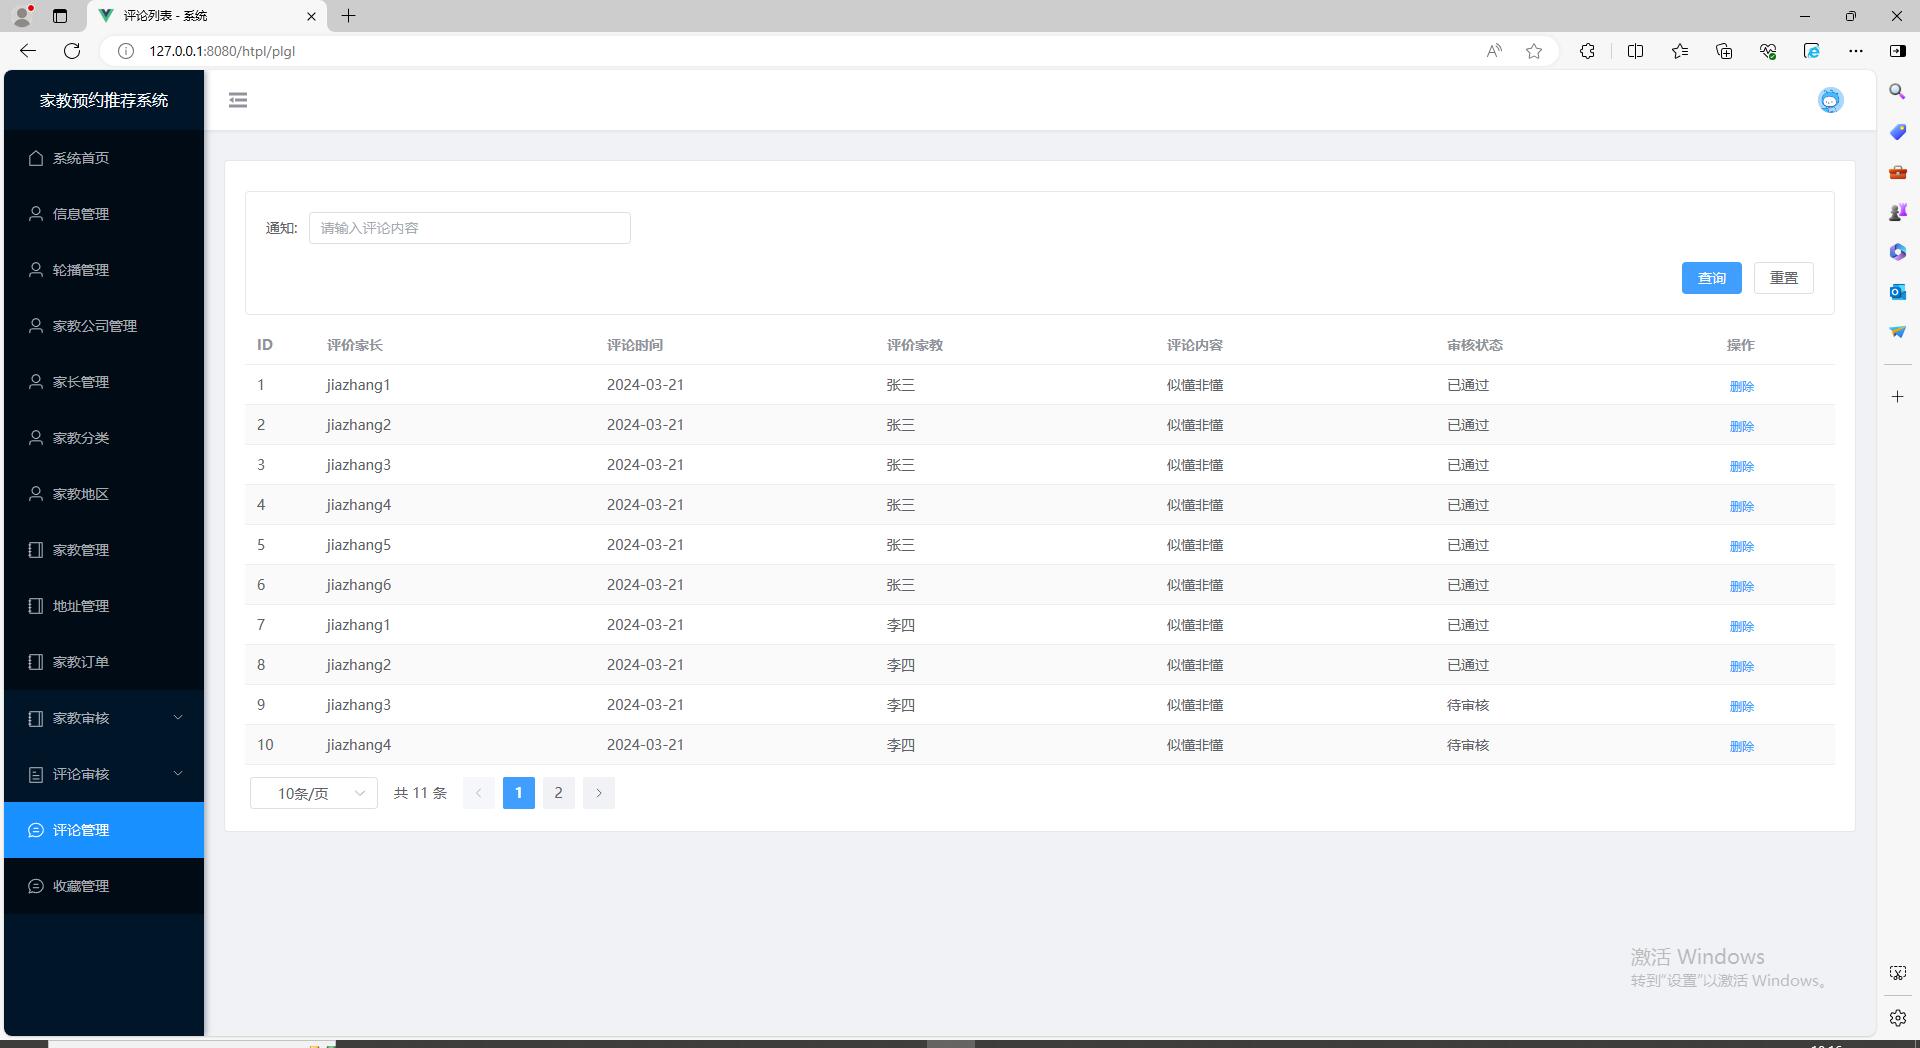 评论列表 - 系统
127.0.0.1:8080/htpl/plgl
家教预约推荐系统
系统首页
信息管理
轮播管理
家教公司管理
家长管理
家教分类
家教地区
家教管理
地址管理
家教订单
家教审核
评论审核
评论管理
收藏管理
通知: 请输入评论内容
查询 重置
ID 评价家长 评论时间 评价家教 评论内容 审核状态 操作
1 jiazhang1 2024-03-21 张三 似懂非懂 已通过 删除
2 jiazhang2 2024-03-21 张三 似懂非懂 已通过 删除
3 jiazhang3 2024-03-21 张三 似懂非懂 已通过 删除
4 jiazhang4 2024-03-21 张三 似懂非懂 已通过 删除
5 jiazhang5 2024-03-21 张三 似懂非懂 已通过 删除
6 jiazhang6 2024-03-21 张三 似懂非懂 已通过 删除
7 jiazhang1 2024-03-21 李四 似懂非懂 已通过 删除
8 jiazhang2 2024-03-21 李四 似懂非懂 已通过 删除
9 jiazhang3 2024-03-21 李四 似懂非懂 待审核 删除
10 jiazhang4 2024-03-21 李四 似懂非懂 待审核 删除
10条/页 共 11 条 1 2
激活 Windows
转到"设置"以激活 Windows。